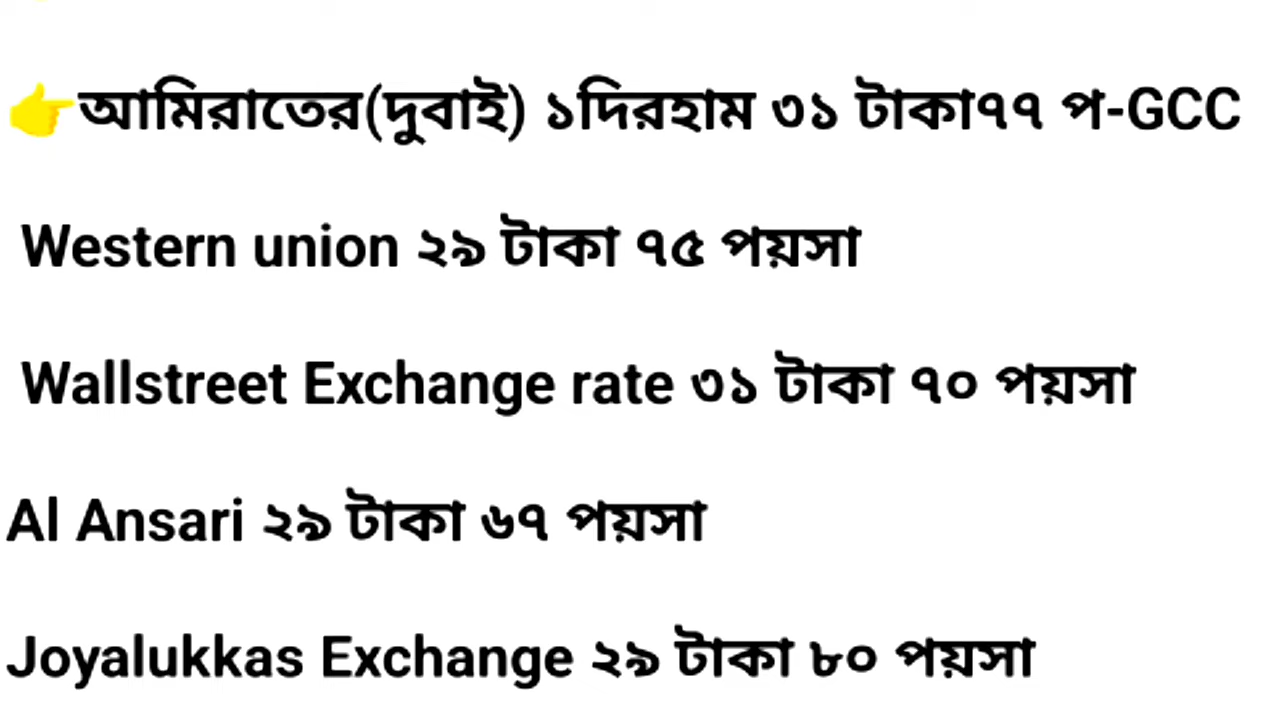 👉আমিরাতের(দুবাই) ১দিরহাম ৩১ টাকা৭৭ প-GCC
Western union ২৯ টাকা ৭৫ পয়সা
Wallstreet Exchange rate ৩১ টাকা ৭০ পয়সা
Al Ansari ২৯ টাকা ৬৭ পয়সা
Joyalukkas Exchange ২৯ টাকা ৮০ পয়সা